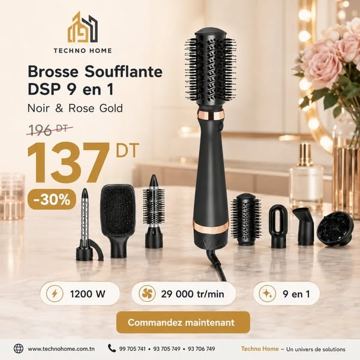 TECHNO HOME
Brosse Soufflante
DSP 9 en 1
Noir & Rose Gold
196 DT
137 DT
-30%
1200 W
29 000 tr/min
9 en 1
Commandez maintenant
www.technohome.com.tn
99 705 741 • 93 705 749 • 93 706 749
Techno Home – Un univers de solutions